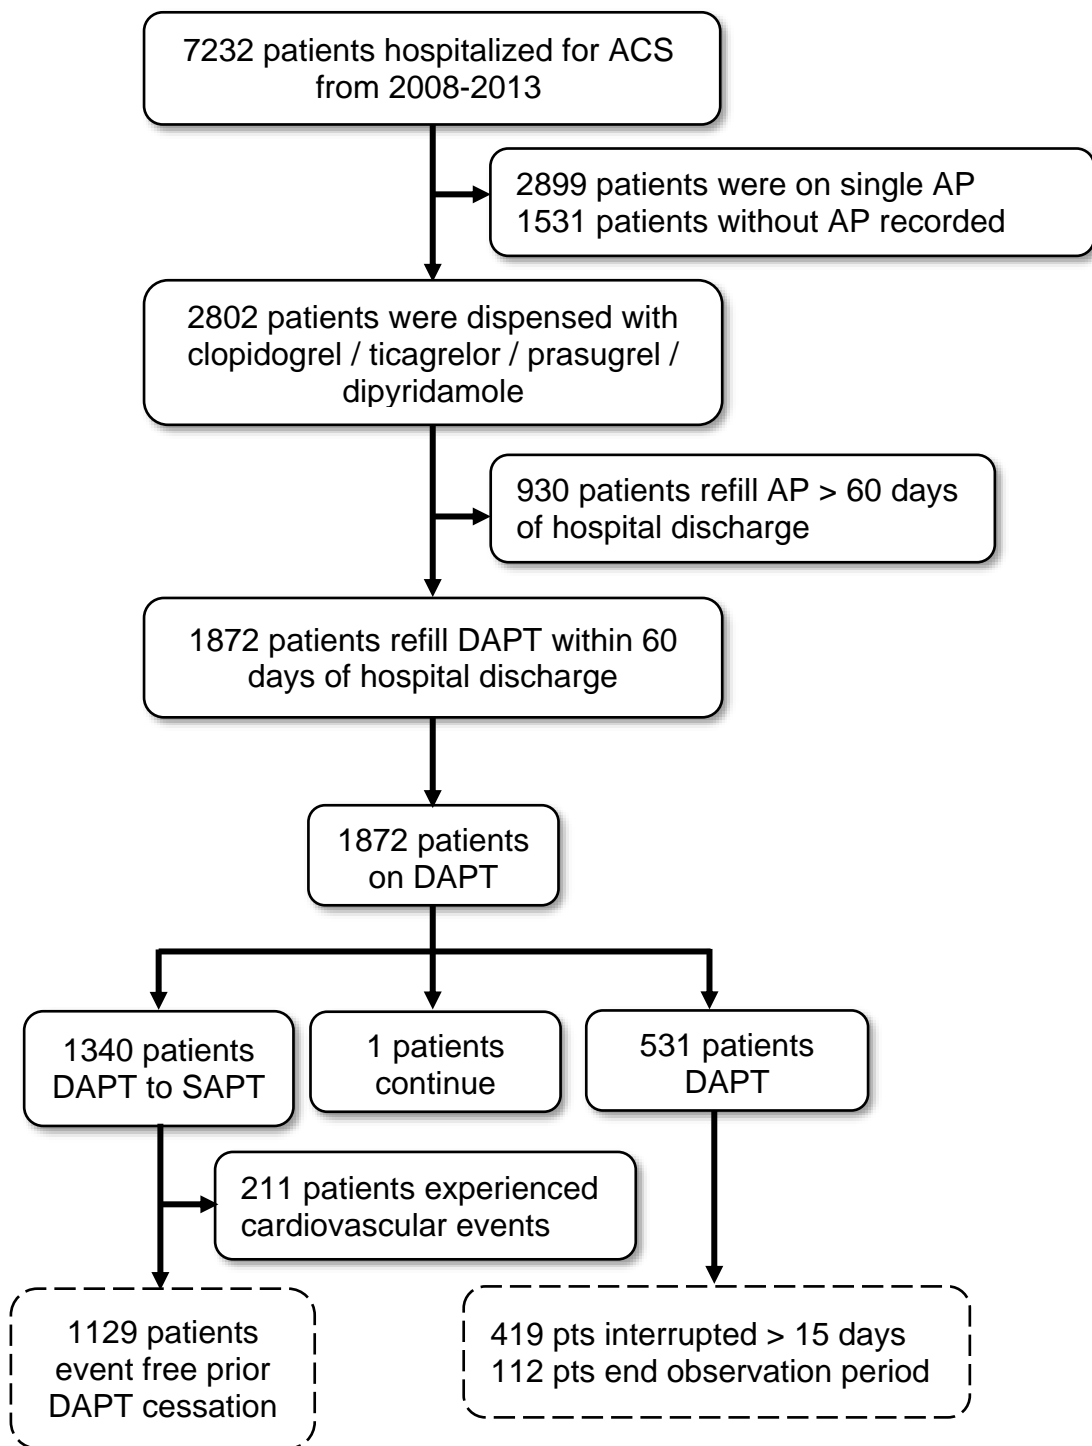 7232 patients hospitalized for ACS
from 2008-2013
2899 patients were on single AP
1531 patients without AP recorded
2802 patients were dispensed with
clopidogrel / ticagrelor / prasugrel /
dipyridamole
930 patients refill AP > 60 days
of hospital discharge
1872 patients refill DAPT within 60
days of hospital discharge
1872 patients
on DAPT
1340 patients
DAPT to SAPT
1 patients
continue
531 patients
DAPT
211 patients experienced
cardiovascular events
1129 patients
event free prior
DAPT cessation
419 pts interrupted > 15 days
112 pts end observation period